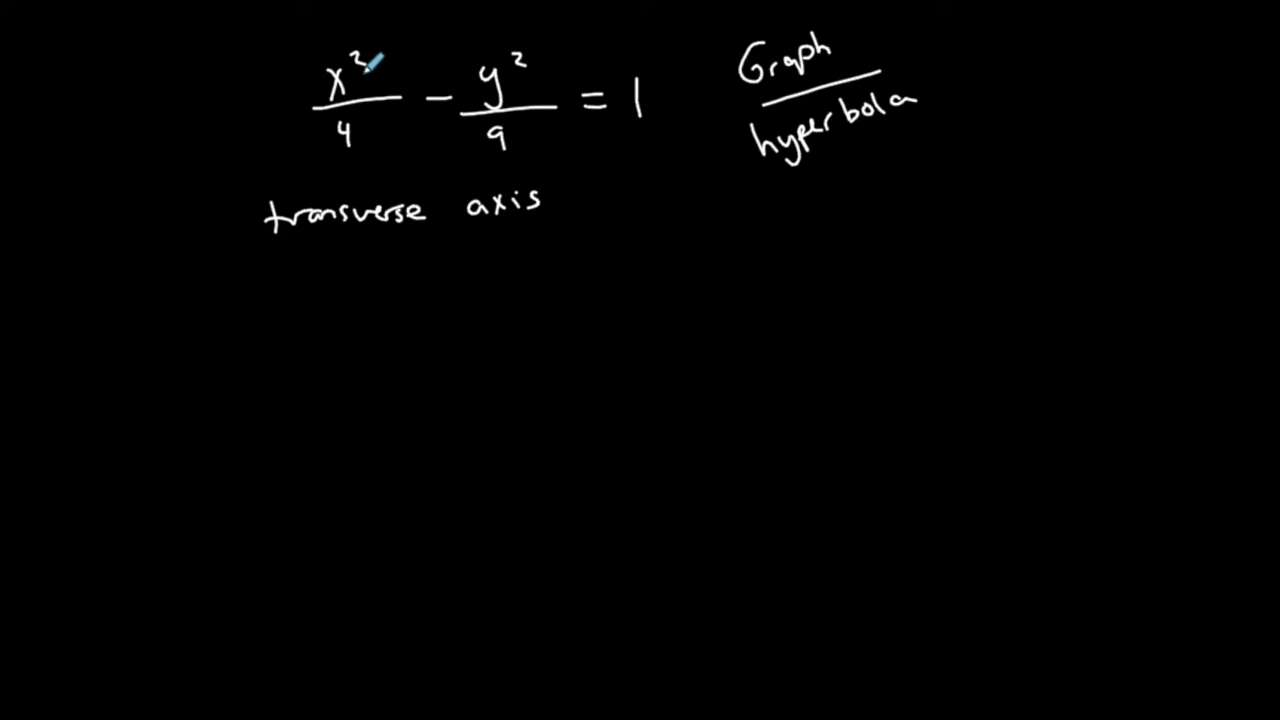 x²/4 - y²/9 = 1
Graph
hyperbola
transverse axis